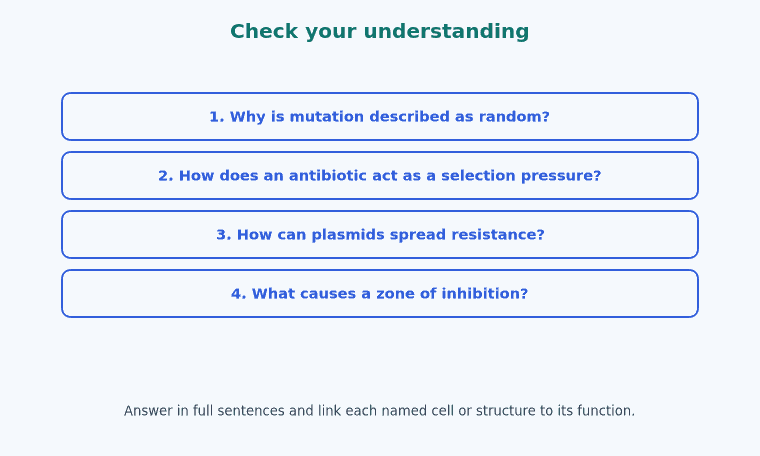 Check your understanding
1. Why is mutation described as random?
2. How does an antibiotic act as a selection pressure?
3. How can plasmids spread resistance?
4. What causes a zone of inhibition?
Answer in full sentences and link each named cell or structure to its function.